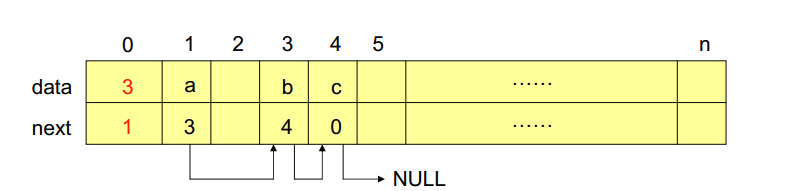 0 1 2 3 4 5 n
data 3 a b c ……
next 1 3 4 0 ……
NULL